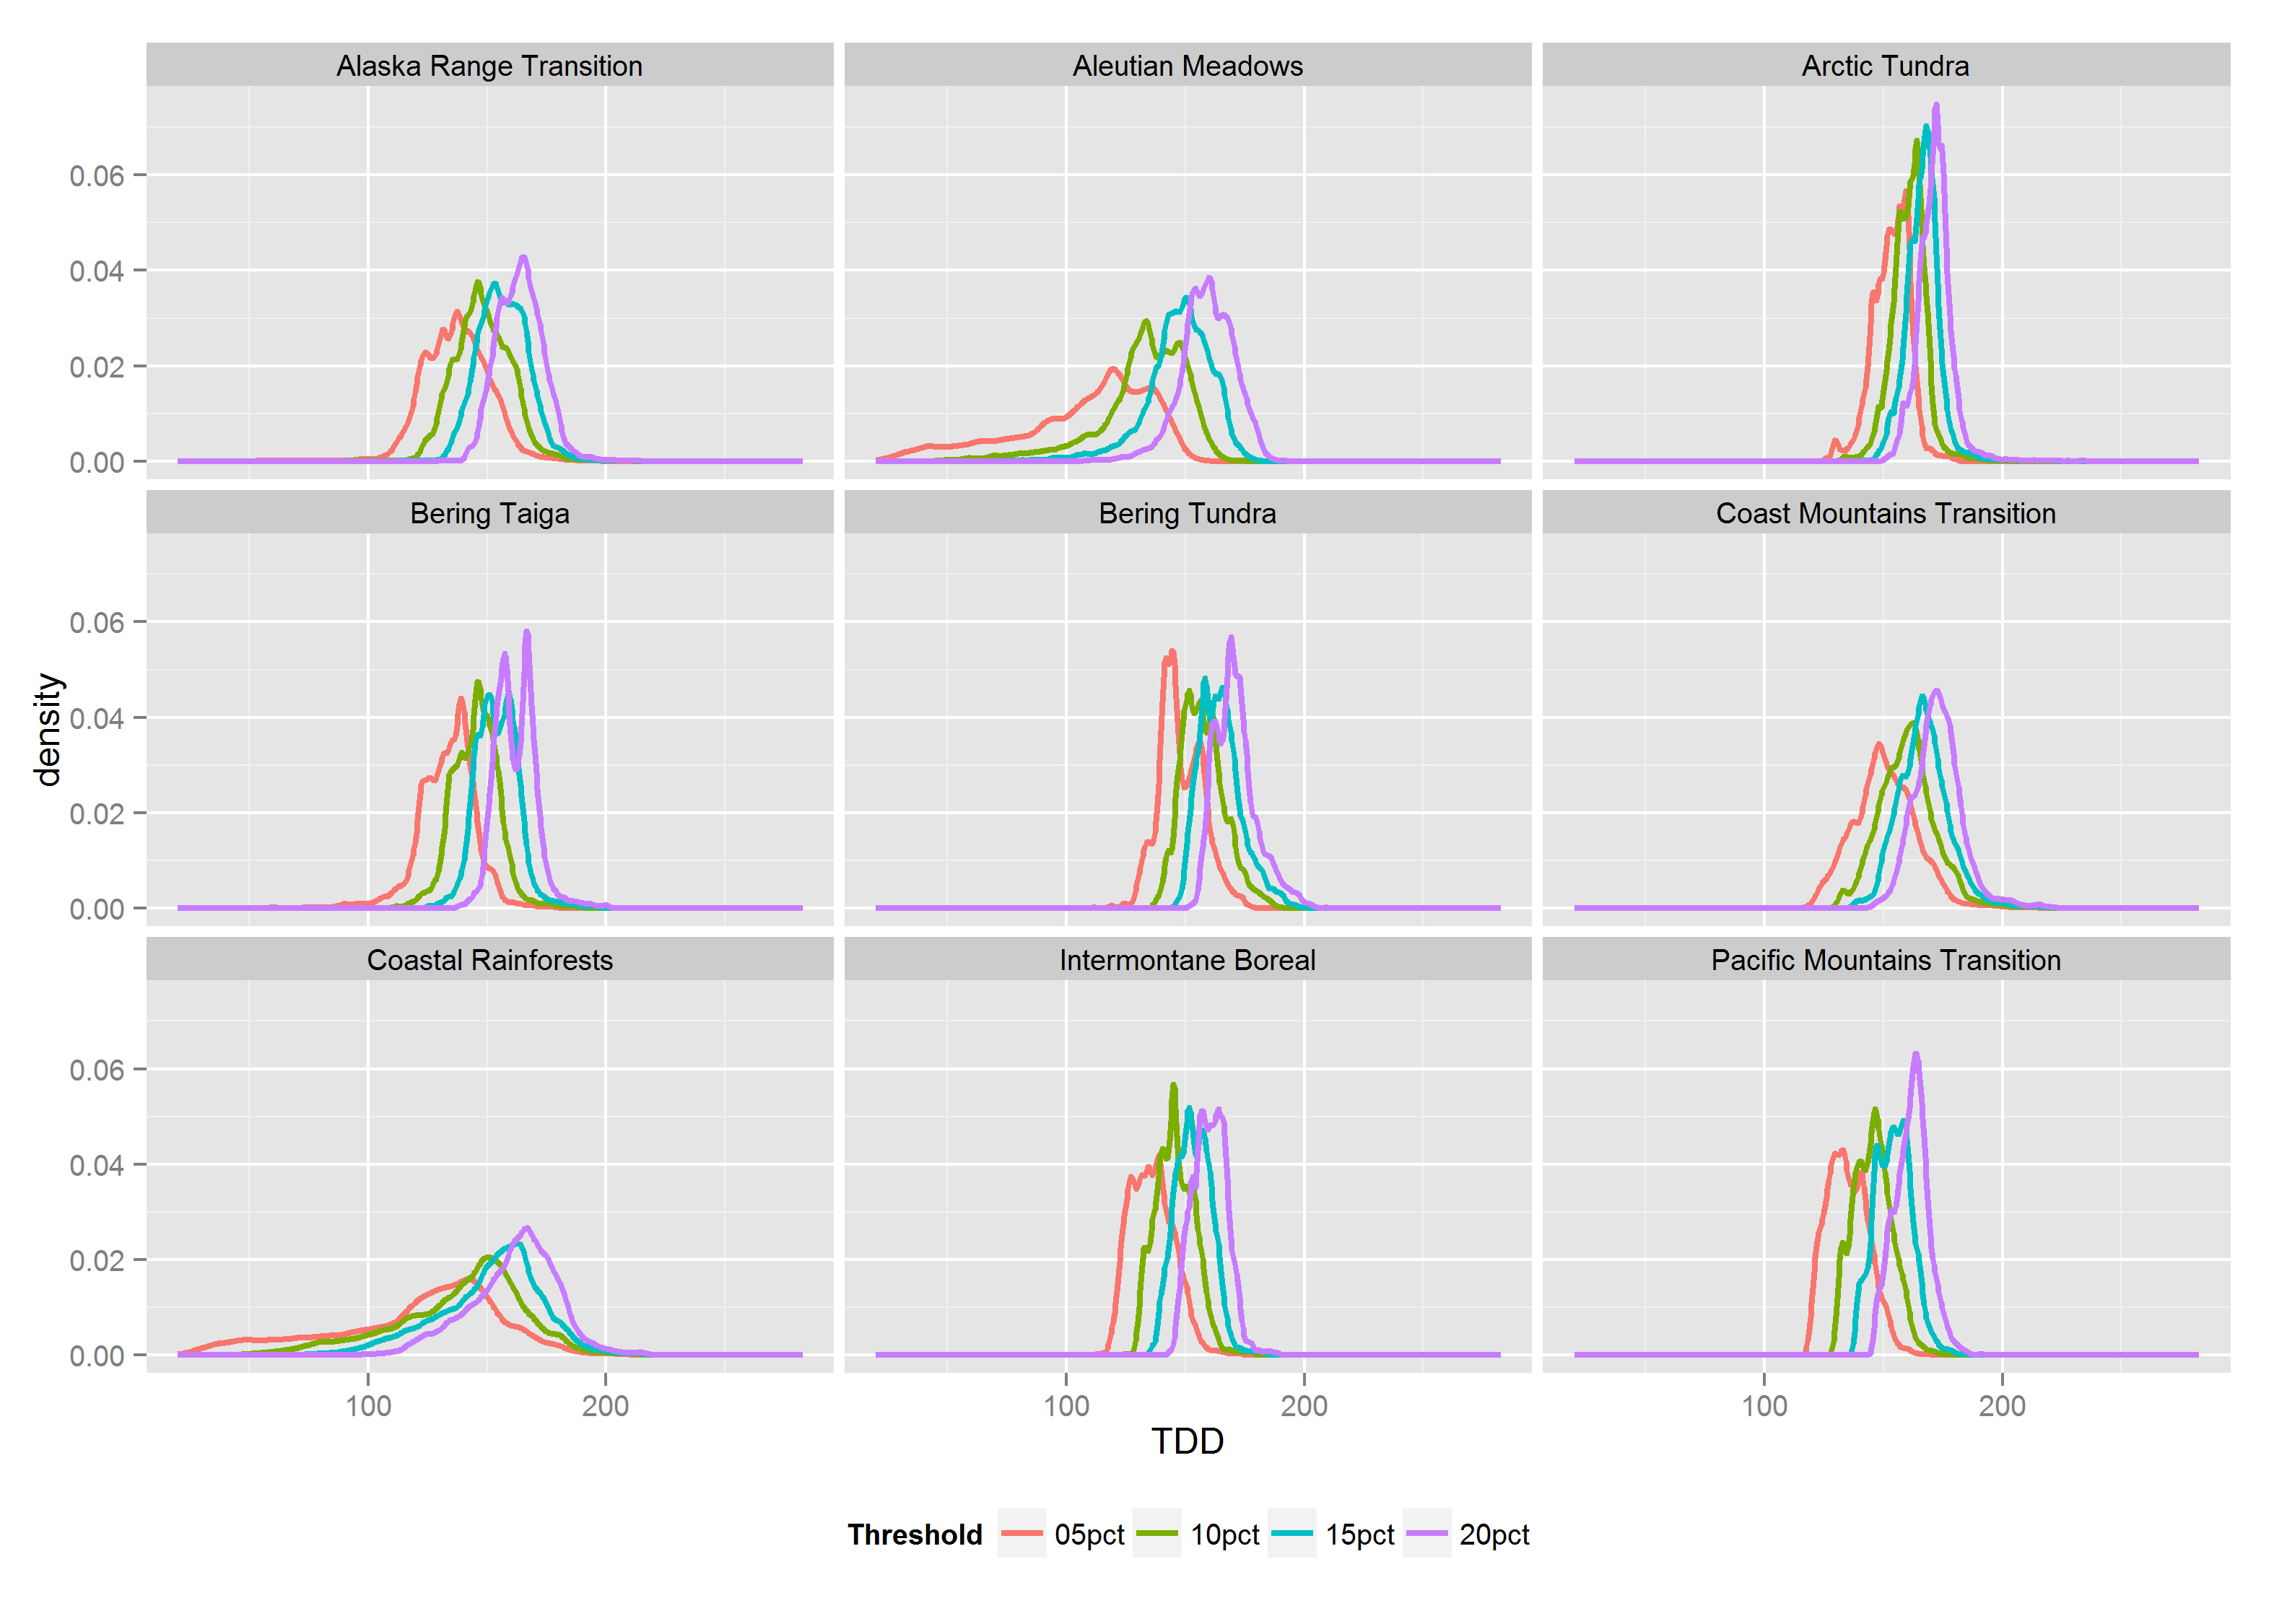 Alaska Range Transition
Aleutian Meadows
Arctic Tundra
0.06
0.04
0.02
0.00
Bering Taiga
Bering Tundra
Coast Mountains Transition
0.06
0.04
0.02
0.00
density
Coastal Rainforests
Intermontane Boreal
Pacific Mountains Transition
0.06
0.04
0.02
0.00
100 200 100 200 100 200
TDD
Threshold 05pct 10pct 15pct 20pct